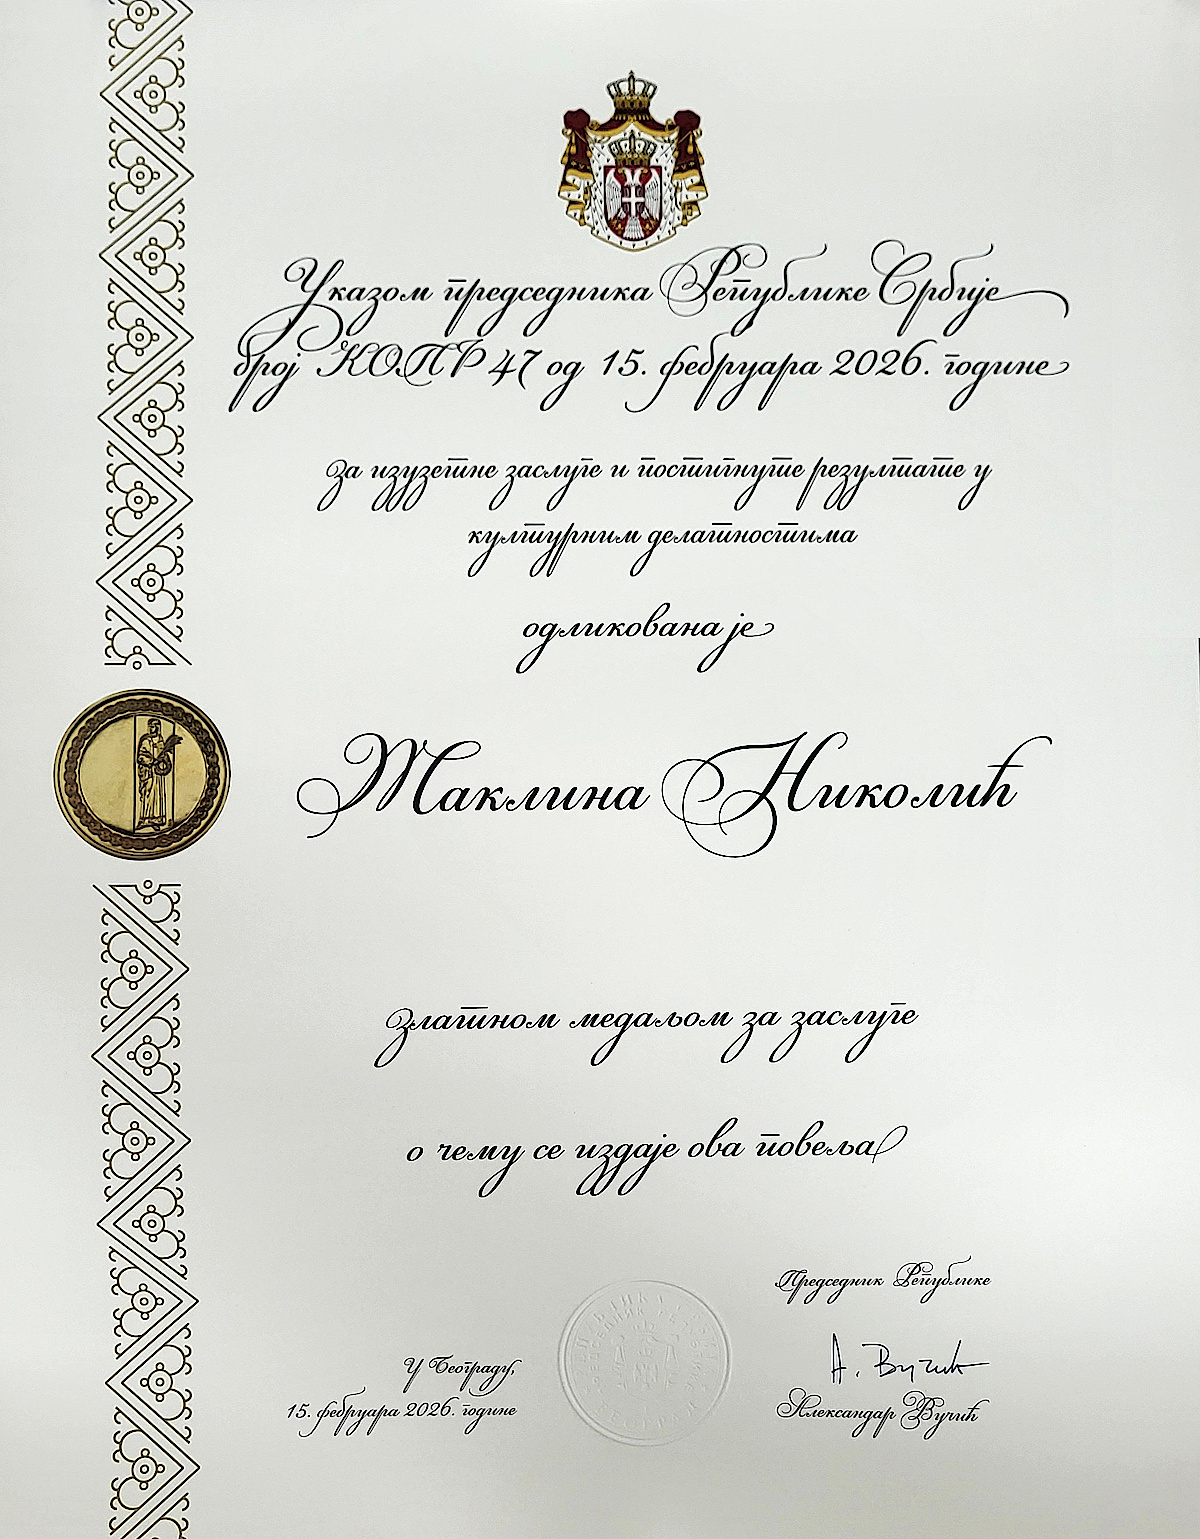 Указом председника Републике Србије
број КОПР 47 од 15. фебруара 2026. године
за изузетне заслуге и постигнуте резултате у
културним делатностима
одликована је
Маклина Николић
златном медаљом за заслуге
о чему се издаје ова повеља
Председник Републике
А. Вучић
Александар Вучић
У Београду,
15. фебруара 2026. године